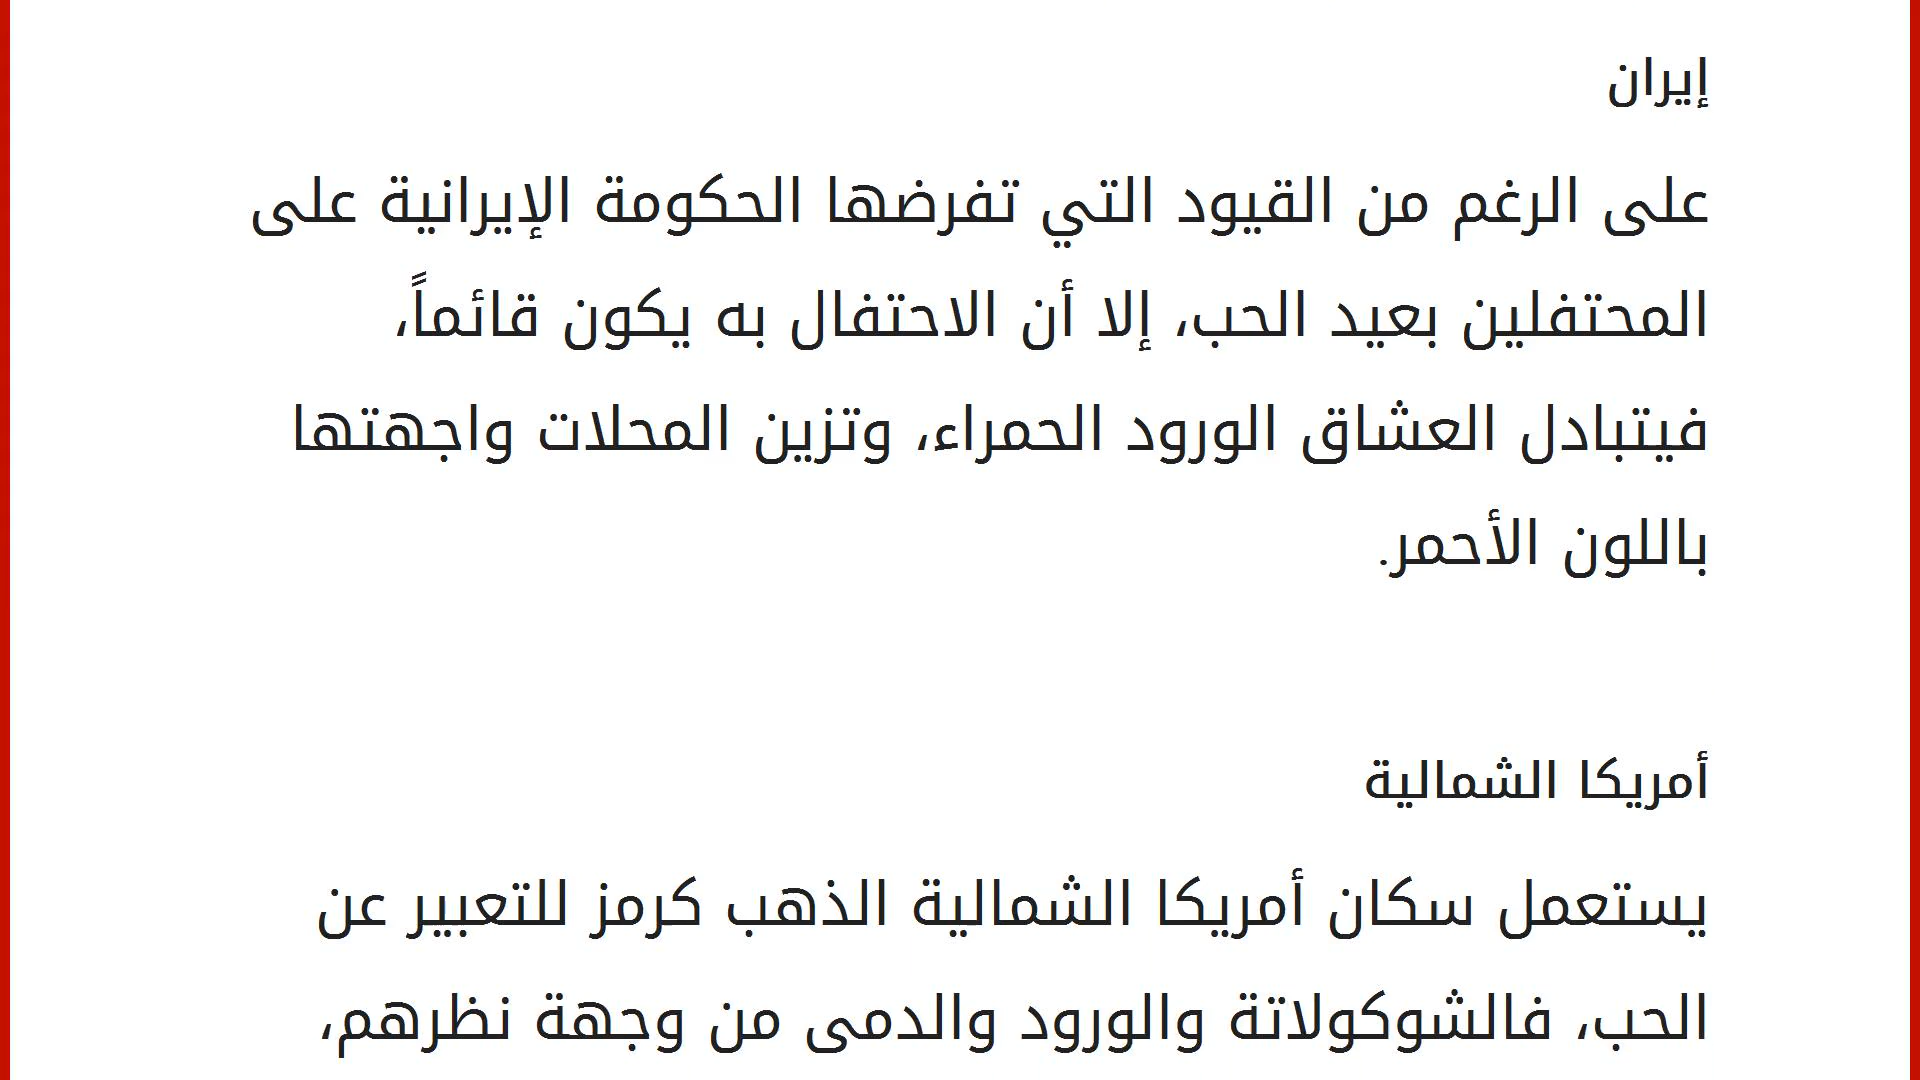 إيران
على الرغم من القيود التي تفرضها الحكومة الإيرانية على
المحتفلين بعيد الحب، إلا أن الاحتفال به يكون قائماً،
فيتبادل العشاق الورود الحمراء، وتزين المحلات واجهتها
باللون الأحمر.
أمريكا الشمالية
يستعمل سكان أمريكا الشمالية الذهب كرمز للتعبير عن
الحب، فالشوكولاتة والورود والدمى من وجهة نظرهم،